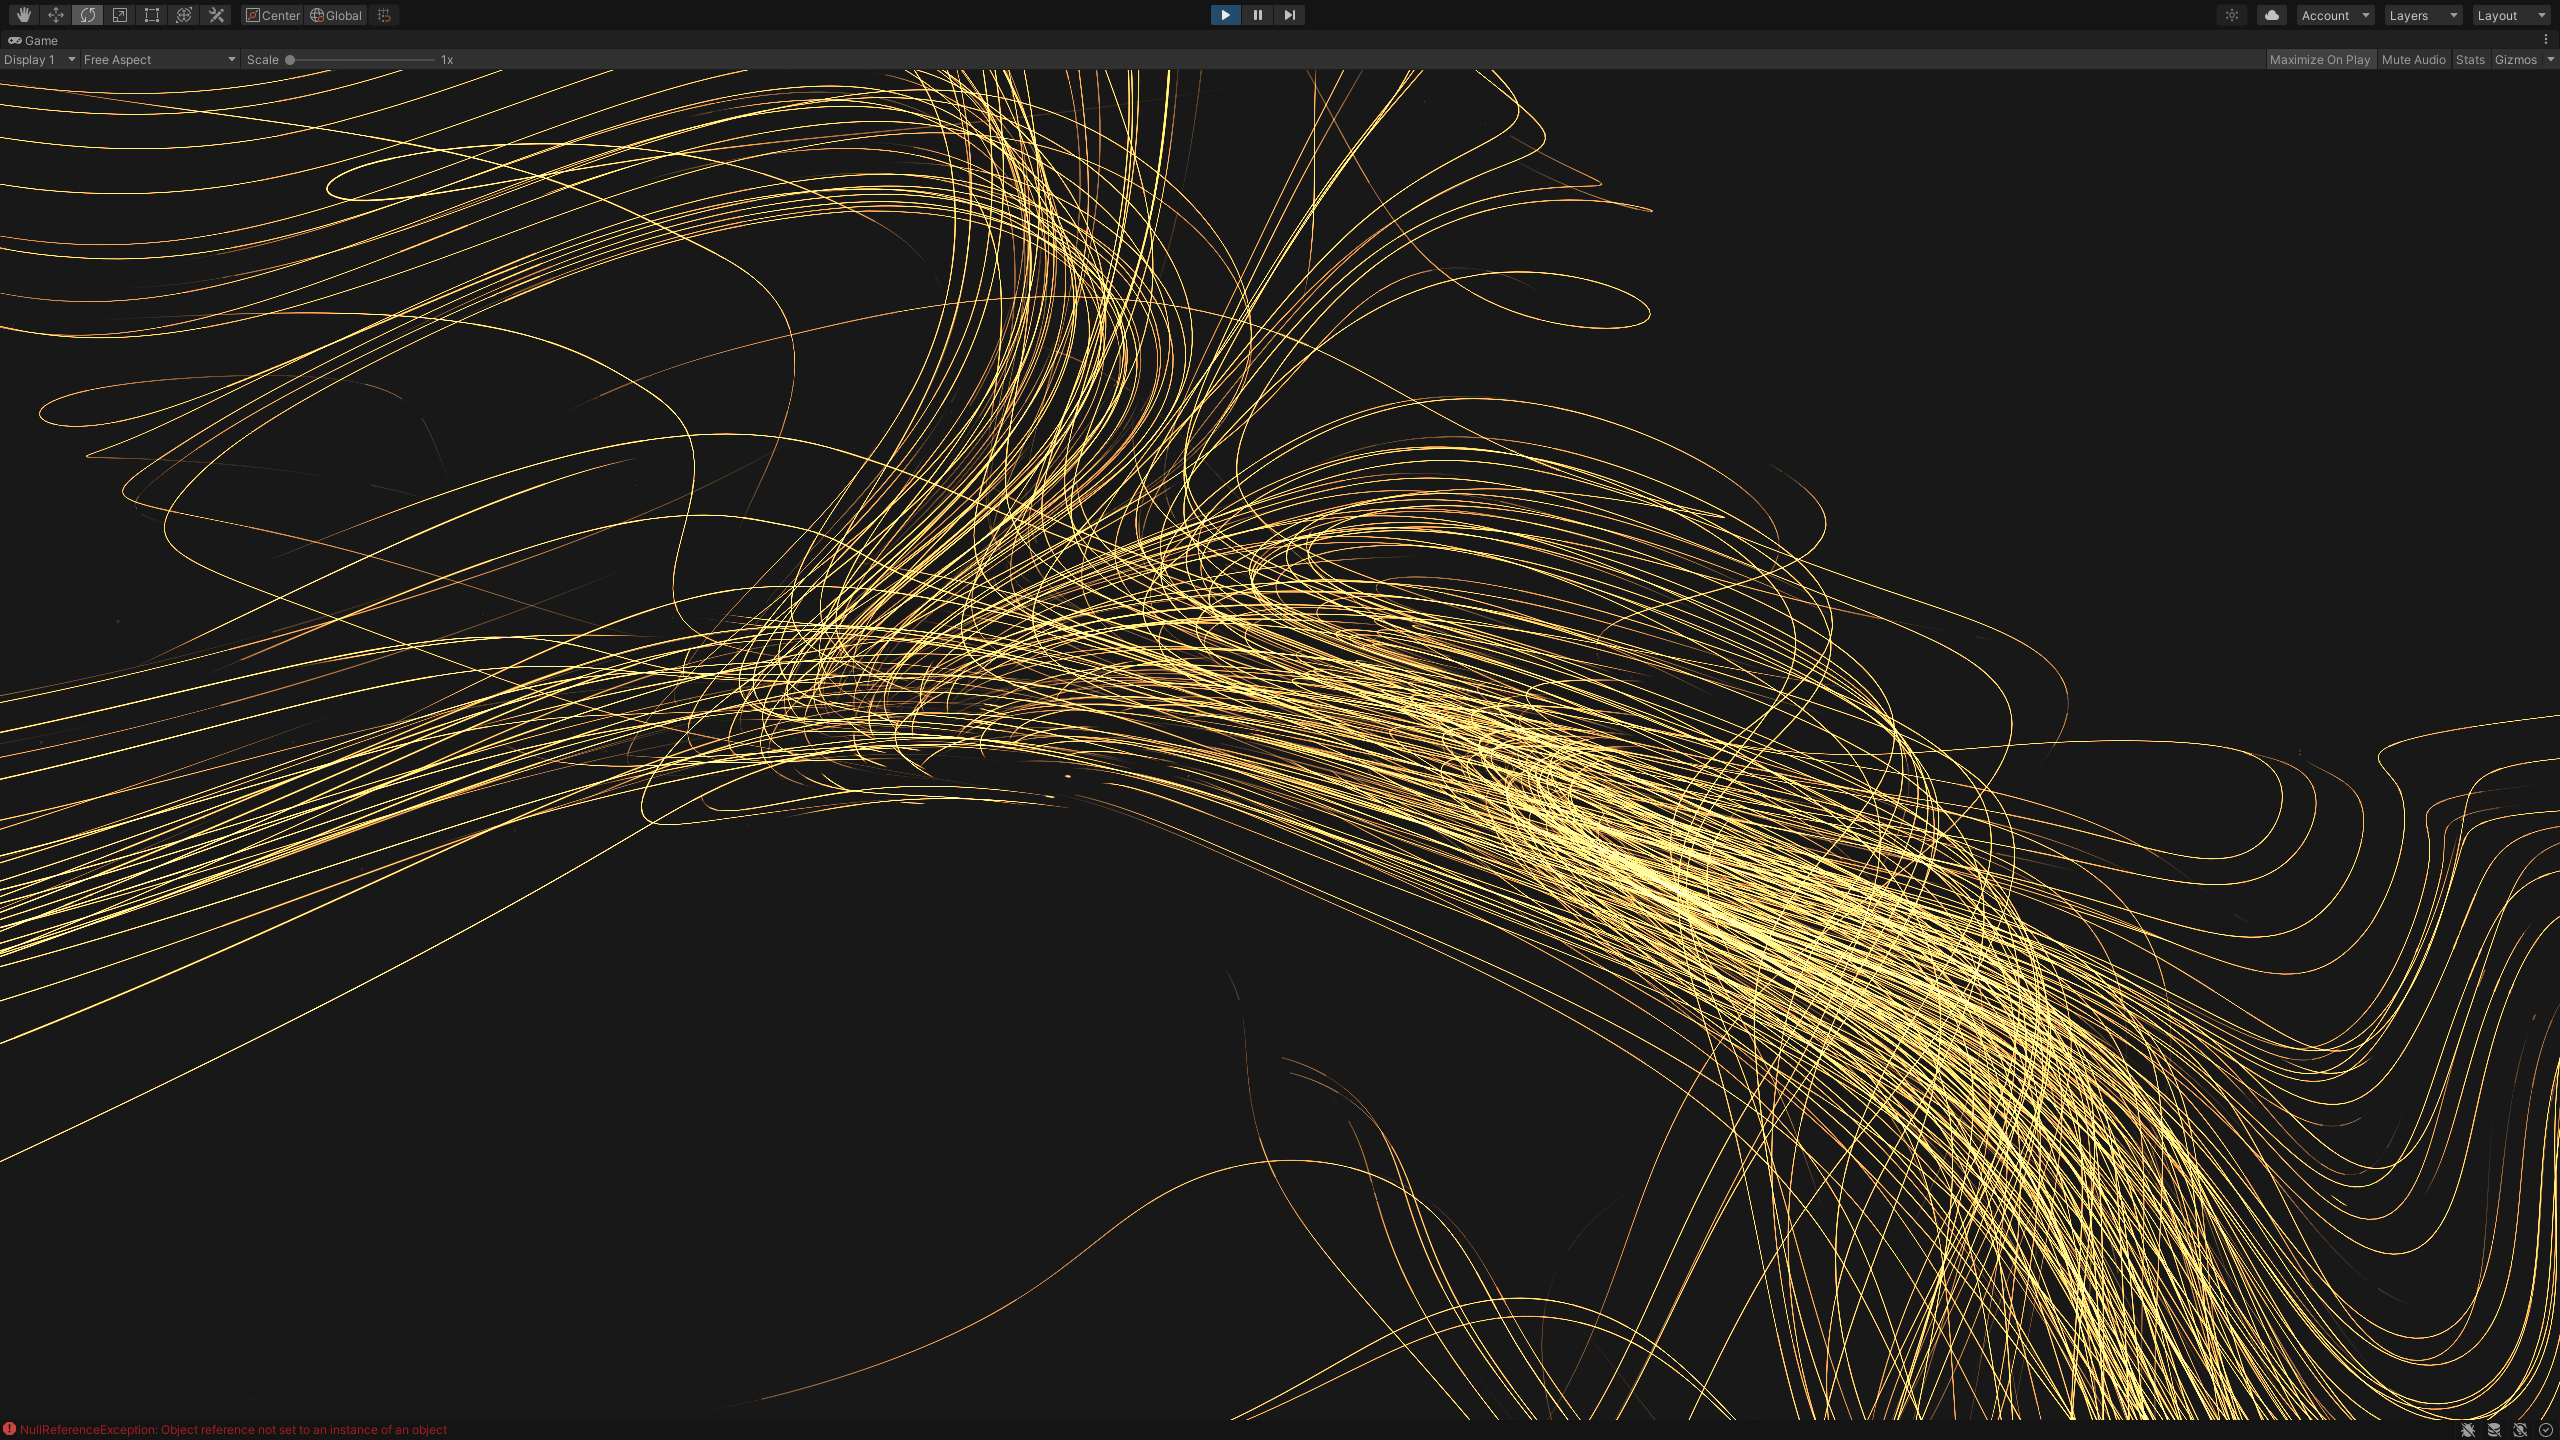 Center Global Account Layers Layout
Game
Display 1 Free Aspect Scale 1x Maximize On Play Mute Audio Stats Gizmos
NullReferenceException: Object reference not set to an instance of an object